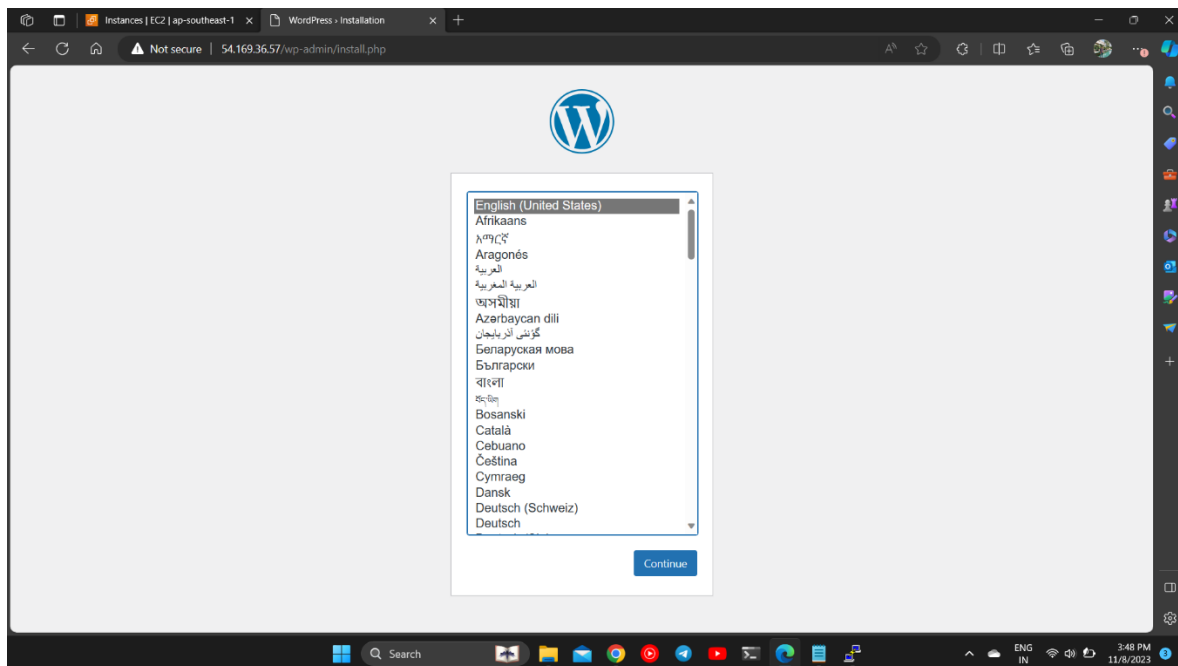 Instances | EC2 | ap-southeast-1
WordPress › Installation
Not secure | 54.169.36.57/wp-admin/install.php
English (United States)
Afrikaans
አማርኛ
Aragonés
العربية
العربية المغربية
অসমীয়া
Azərbaycan dili
گؤنئی آذربایجان
Беларуская мова
Български
বাংলা
བོད་ཡིག
Bosanski
Català
Cebuano
Čeština
Cymraeg
Dansk
Deutsch (Schweiz)
Deutsch
Continue
Search
ENG
IN
3:48 PM
11/8/2023
3